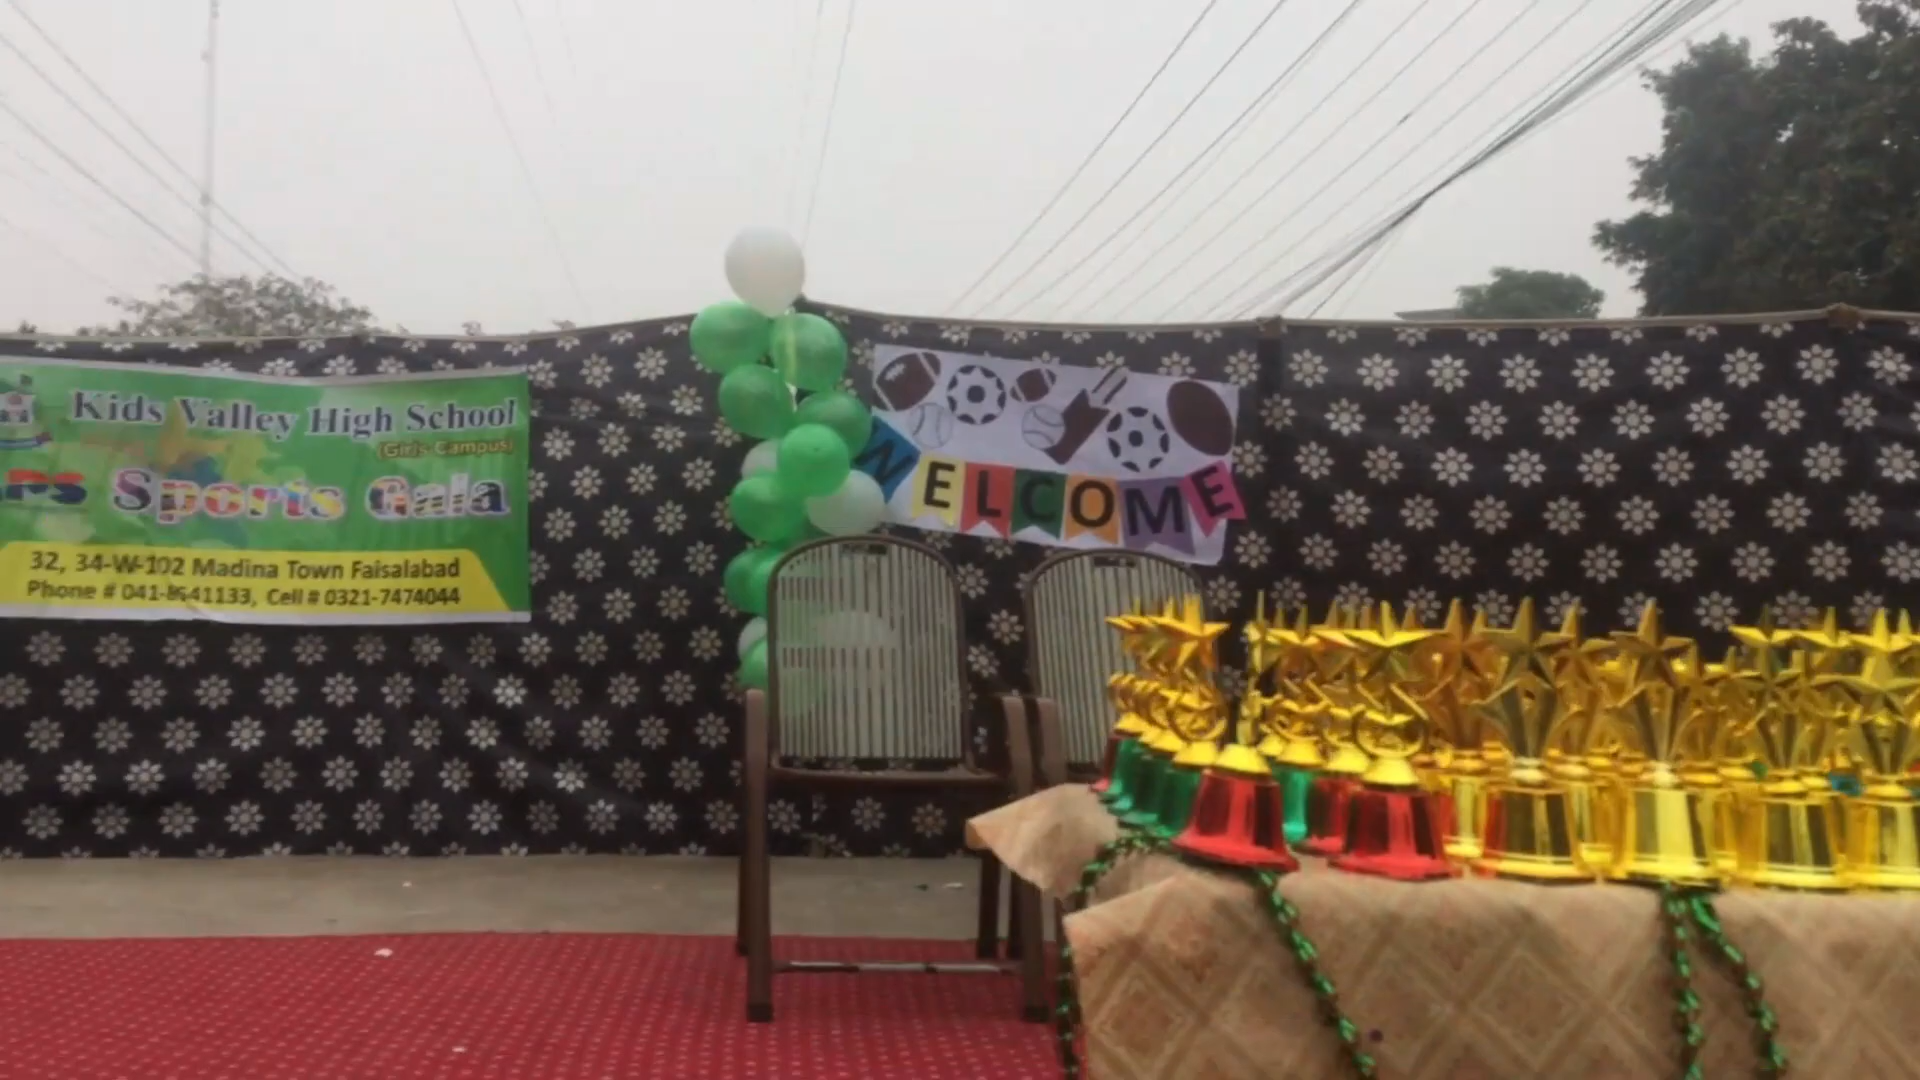 Kids Valley High School
(Girls Campus)
Sports Gala
32, 34-W-102 Madina Town Faisalabad
Phone # 041-8541133, Cell # 0321-7474044
WELCOME